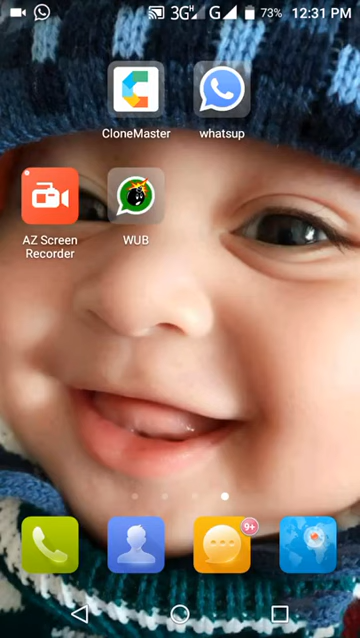 3G H G 73% 12:31 PM
CloneMaster whatsup
AZ Screen WUB
Recorder
9+